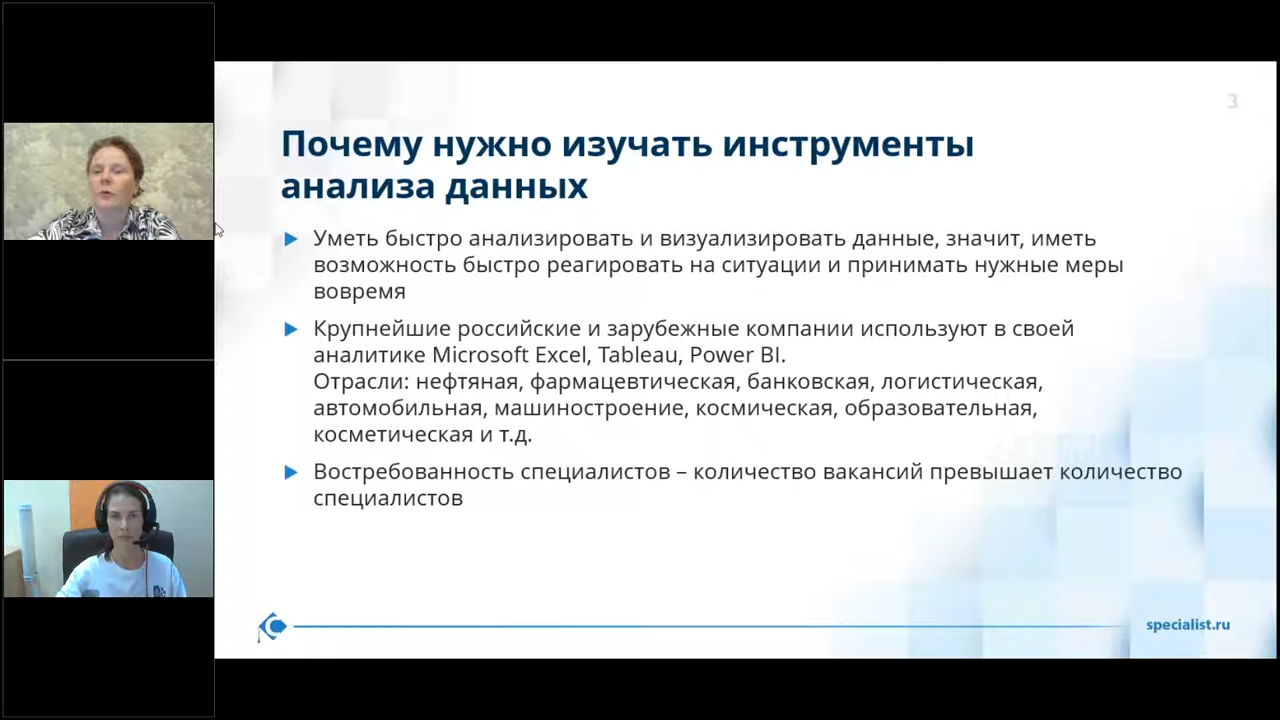 3
Почему нужно изучать инструменты
анализа данных
Уметь быстро анализировать и визуализировать данные, значит, иметь
возможность быстро реагировать на ситуации и принимать нужные меры
вовремя
Крупнейшие российские и зарубежные компании используют в своей
аналитике Microsoft Excel, Tableau, Power BI.
Отрасли: нефтяная, фармацевтическая, банковская, логистическая,
автомобильная, машиностроение, космическая, образовательная,
косметическая и т.д.
Востребованность специалистов – количество вакансий превышает количество
специалистов
specialist.ru